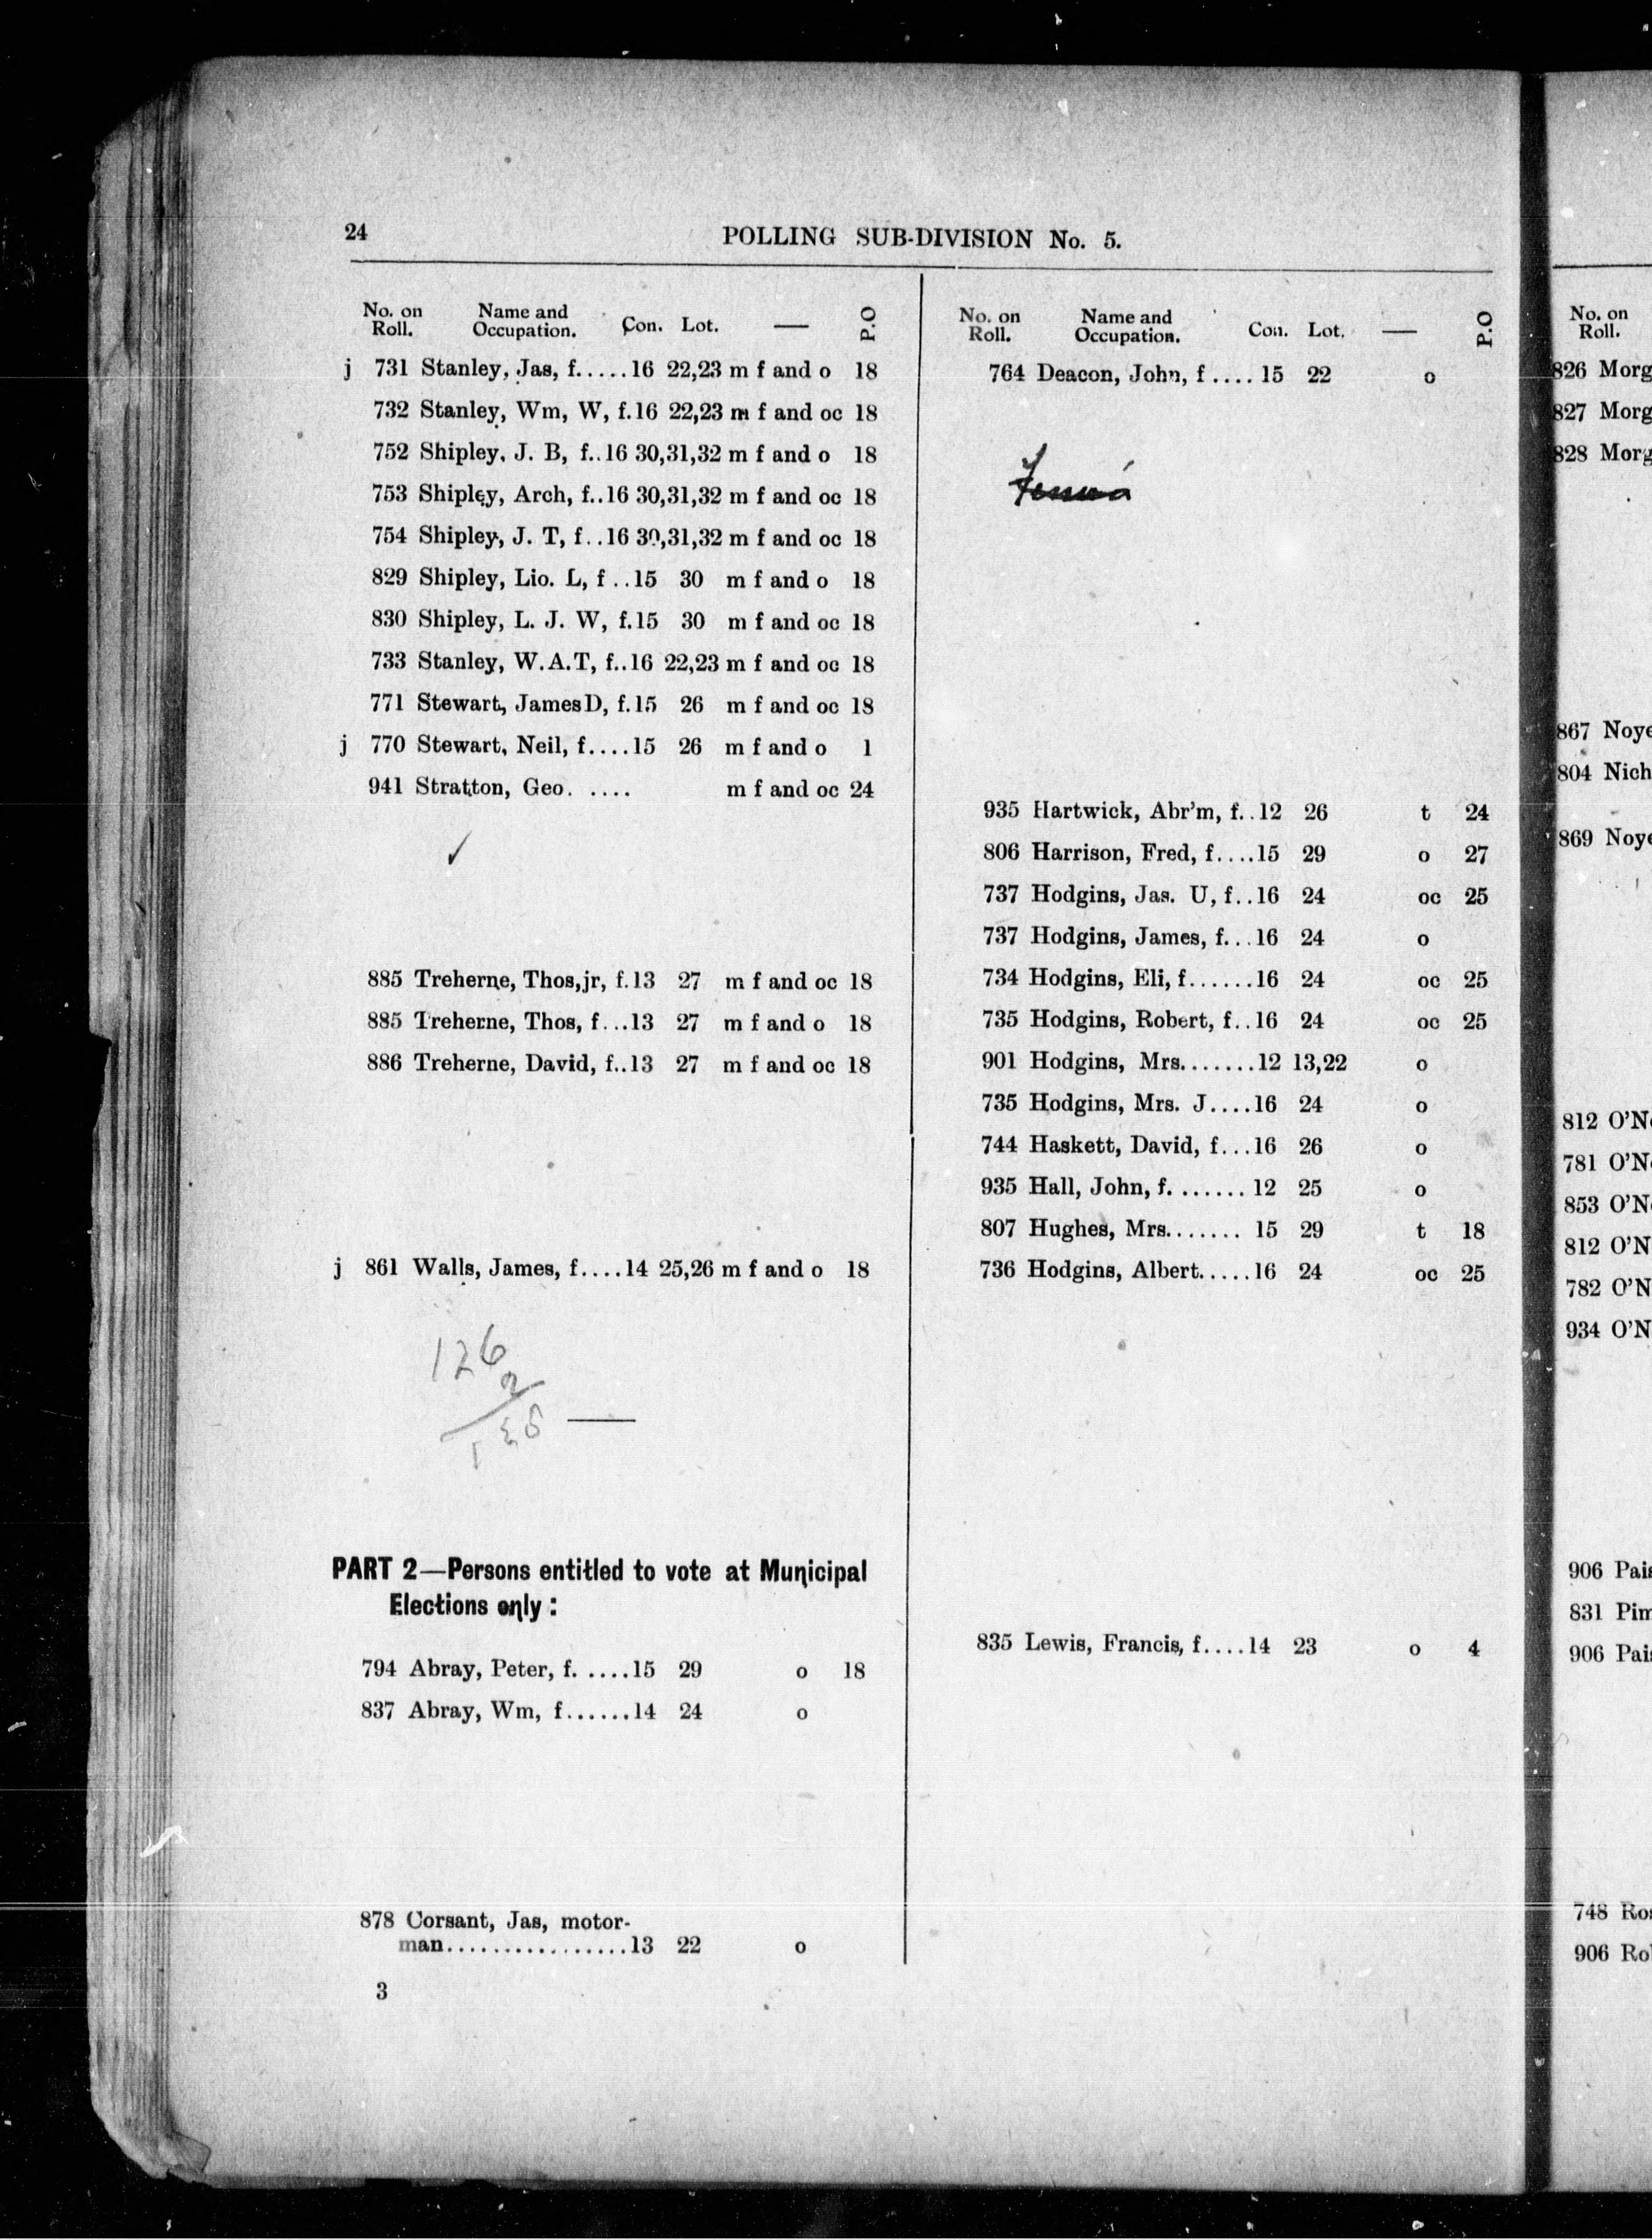 24
POLLING SUB-DIVISION No. 5.
No. on Roll. Name and Occupation. Con. Lot. — P.O
j 731 Stanley, Jas, f.....16 22,23 m f and o 18
732 Stanley, Wm, W, f.16 22,23 m f and oc 18
752 Shipley, J. B, f..16 30,31,32 m f and o 18
753 Shipley, Arch, f..16 30,31,32 m f and oc 18
754 Shipley, J. T, f..16 30,31,32 m f and oc 18
829 Shipley, Lio. L, f ..15 30 m f and o 18
830 Shipley, L. J. W, f.15 30 m f and oc 18
733 Stanley, W.A.T, f..16 22,23 m f and oc 18
771 Stewart, James D, f.15 26 m f and oc 18
j 770 Stewart, Neil, f....15 26 m f and o 1
941 Stratton, Geo. .... m f and oc 24
885 Treherne, Thos,jr, f.13 27 m f and oc 18
885 Treherne, Thos, f...13 27 m f and o 18
886 Treherne, David, f..13 27 m f and oc 18
j 861 Walls, James, f....14 25,26 m f and o 18
126
PART 2—Persons entitled to vote at Municipal
Elections only:
794 Abray, Peter, f. .....15 29 o 18
837 Abray, Wm, f......14 24 o
878 Corsant, Jas, motor-
man................13 22 o
3
No. on Roll. Name and Occupation. Con. Lot. — P.O
764 Deacon, John, f....15 22 o
935 Hartwick, Abr'm, f..12 26 t 24
806 Harrison, Fred, f....15 29 o 27
737 Hodgins, Jas. U, f..16 24 oc 25
737 Hodgins, James, f...16 24 o
734 Hodgins, Eli, f......16 24 oc 25
735 Hodgins, Robert, f..16 24 oc 25
901 Hodgins, Mrs.......12 13,22 o
735 Hodgins, Mrs. J....16 24 o
744 Haskett, David, f...16 26 o
935 Hall, John, f. ......12 25 o
807 Hughes, Mrs....... 15 29 t 18
736 Hodgins, Albert.....16 24 oc 25
835 Lewis, Francis, f....14 23 o 4
No. on Roll.
826 Morg
827 Morg
828 Morg
867 Noye
804 Nich
869 Noye
812 O'N
781 O'N
853 O'N
812 O'N
782 O'N
934 O'N
906 Pais
831 Pim
906 Pais
748 Ros
906 Ro